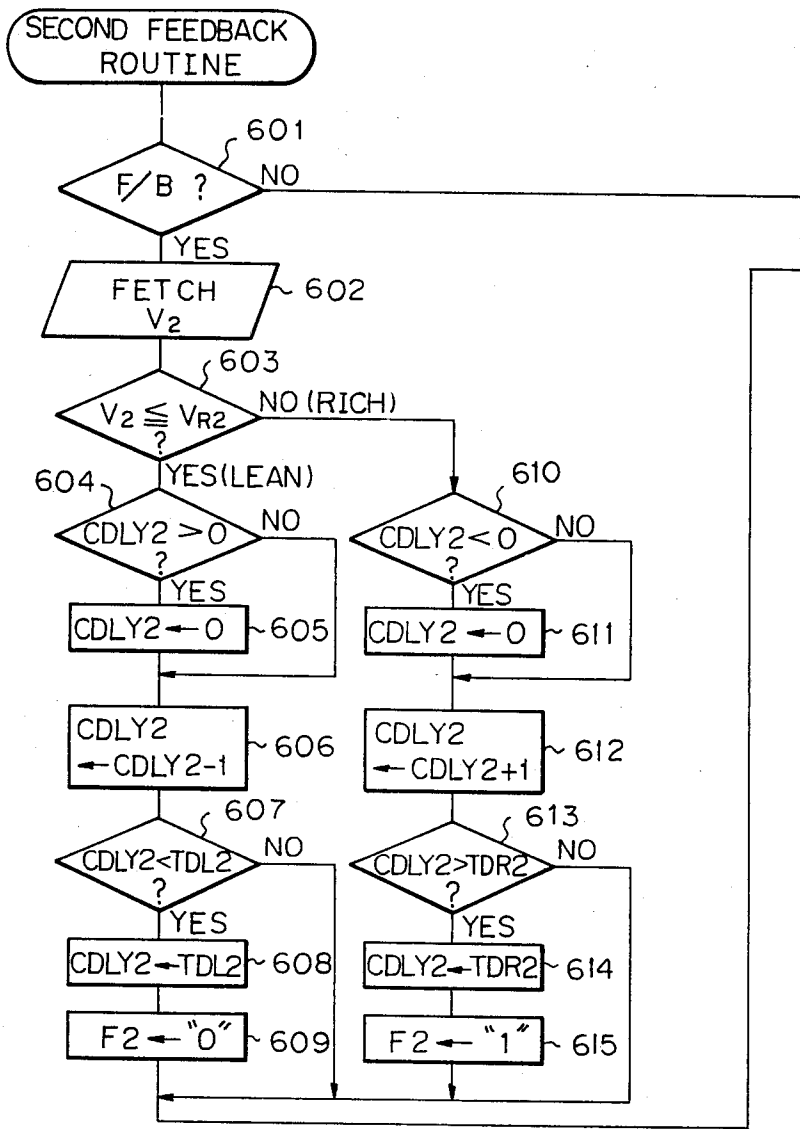 SECOND FEEDBACK
ROUTINE
601
F/B ?
NO
YES
FETCH
V2
602
603
V2 ≦ VR2
?
NO (RICH)
YES(LEAN)
604
CDLY2 > 0
?
NO
YES
CDLY2 ← 0
605
606
CDLY2
← CDLY2-1
607
CDLY2<TDL2
?
NO
YES
CDLY2←TDL2
608
F2 ← "0"
609
610
CDLY2 < 0
?
NO
YES
CDLY2 ← 0
611
CDLY2
← CDLY2+1
612
613
CDLY2>TDR2
?
NO
YES
CDLY2←TDR2
614
F2 ← "1"
615